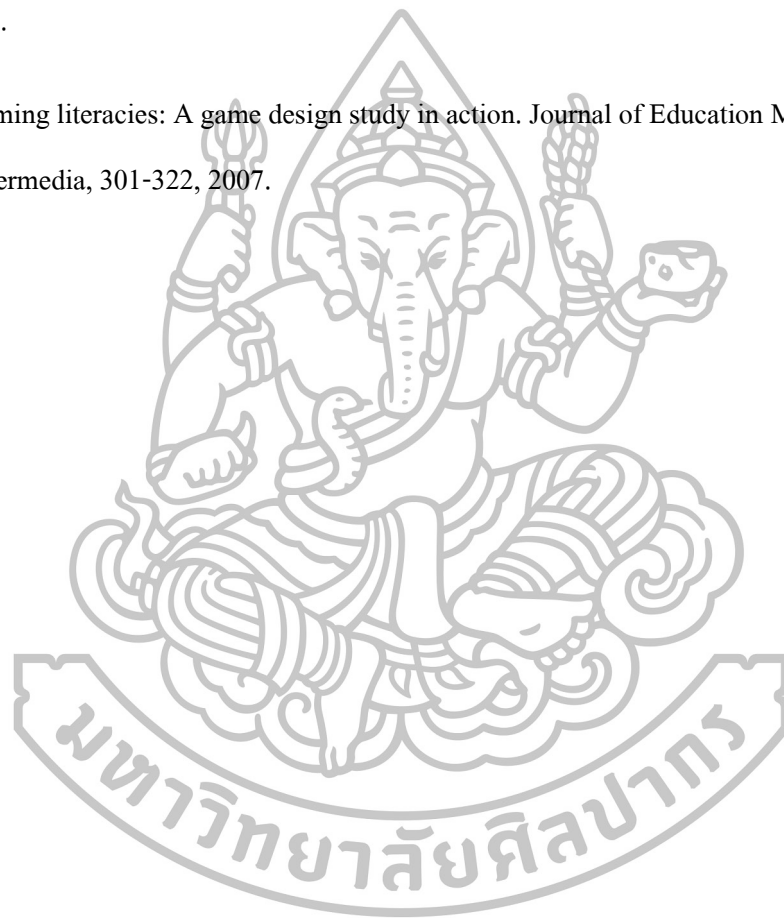 .
ming literacies: A game design study in action. Journal of Education M
ermedia, 301-322, 2007.
มหาวิทยาลัยศิลปากร